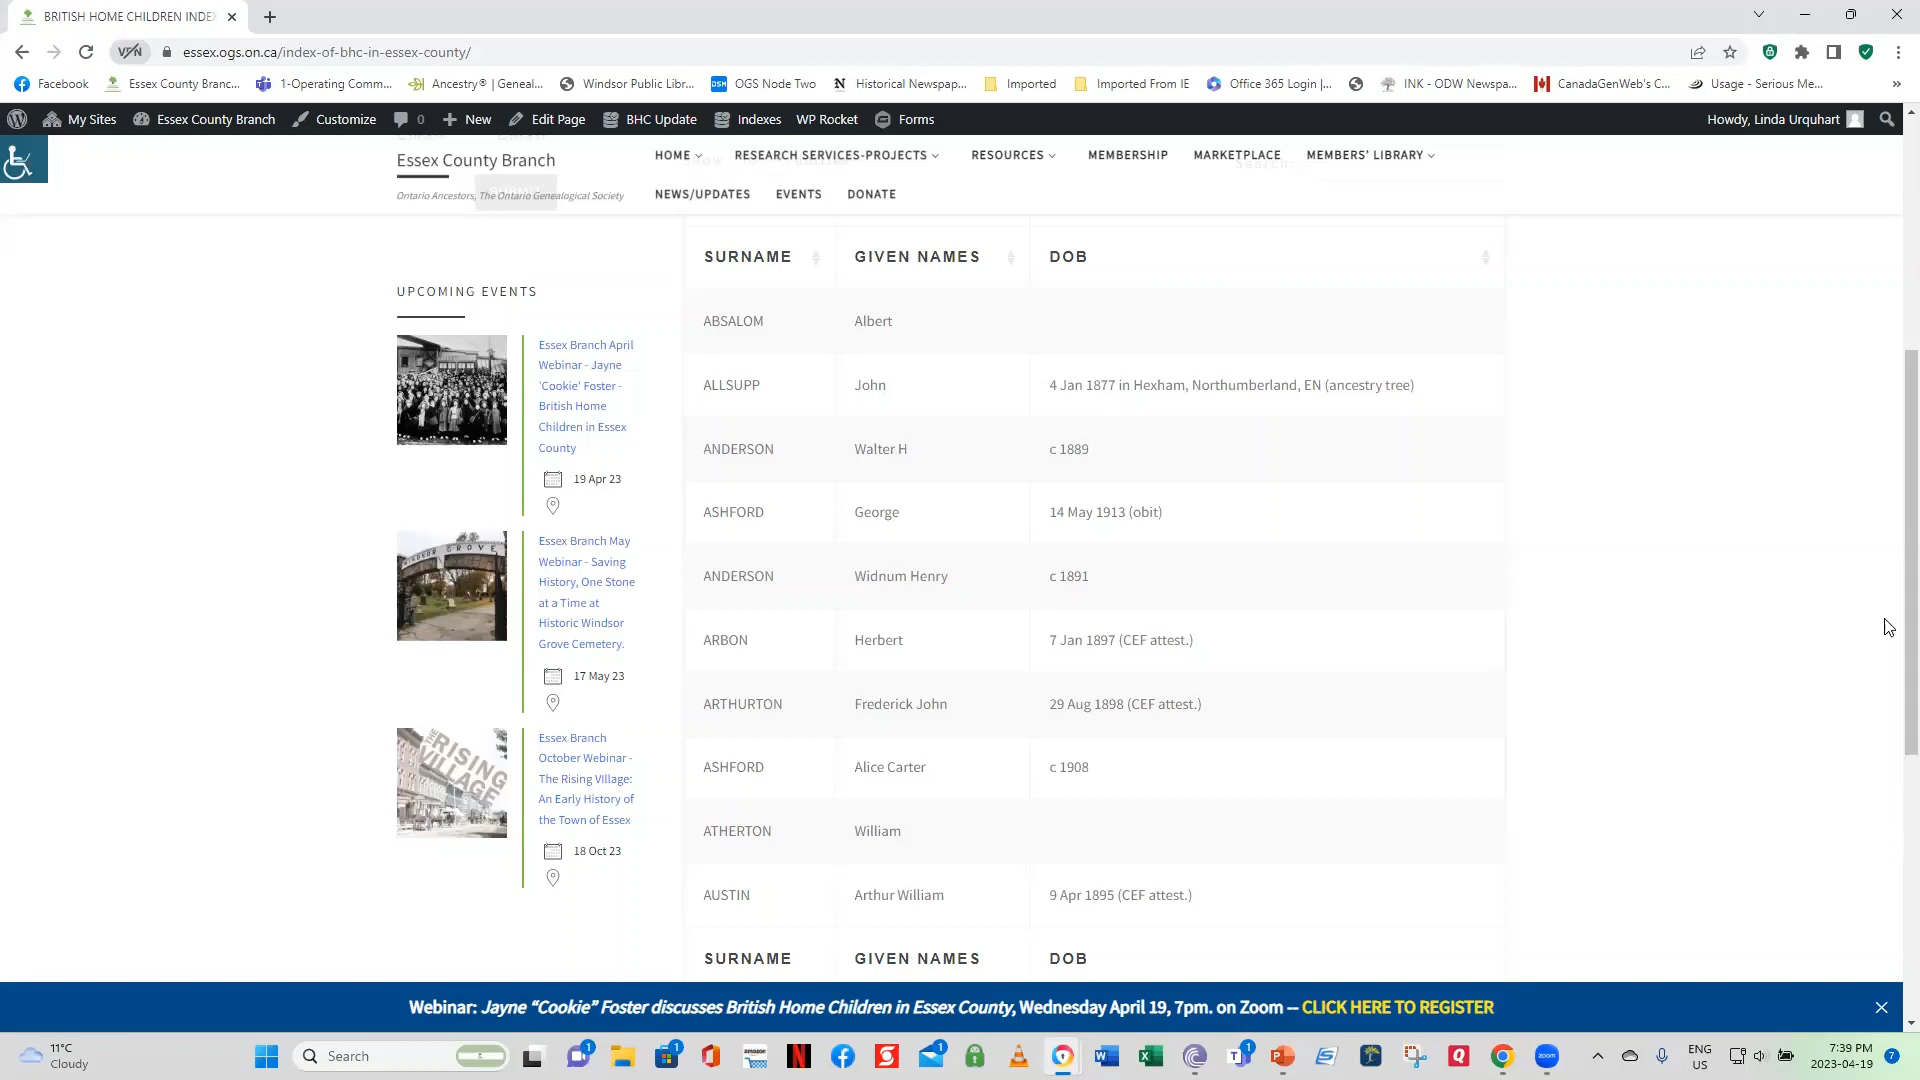 BRITISH HOME CHILDREN INDE
essex.ogs.on.ca/index-of-bhc-in-essex-county/
Facebook
Essex County Branc...
1-Operating Comm...
Ancestry® | Geneal...
Windsor Public Libr...
OGS Node Two
Historical Newspap...
Imported
Imported From IE
Office 365 Login |...
INK - ODW Newspa...
CanadaGenWeb's C...
Usage - Serious Me...
My Sites
Essex County Branch
Customize
0
New
Edit Page
BHC Update
Indexes
WP Rocket
Forms
Howdy, Linda Urquhart
Essex County Branch
Ontario Ancestors, The Ontario Genealogical Society
HOME
RESEARCH SERVICES-PROJECTS
RESOURCES
MEMBERSHIP
MARKETPLACE
MEMBERS' LIBRARY
NEWS/UPDATES
EVENTS
DONATE
UPCOMING EVENTS
Essex Branch April
Webinar - Jayne
'Cookie' Foster -
British Home
Children in Essex
County
19 Apr 23
WINDSOR GROVE
Essex Branch May
Webinar - Saving
History, One Stone
at a Time at
Historic Windsor
Grove Cemetery.
17 May 23
THE RISING VILLAGE
Essex Branch
October Webinar -
The Rising VIllage:
An Early History of
the Town of Essex
18 Oct 23
SURNAME GIVEN NAMES DOB
ABSALOM Albert
ALLSUPP John 4 Jan 1877 in Hexham, Northumberland, EN (ancestry tree)
ANDERSON Walter H c 1889
ASHFORD George 14 May 1913 (obit)
ANDERSON Widnum Henry c 1891
ARBON Herbert 7 Jan 1897 (CEF attest.)
ARTHURTON Frederick John 29 Aug 1898 (CEF attest.)
ASHFORD Alice Carter c 1908
ATHERTON William
AUSTIN Arthur William 9 Apr 1895 (CEF attest.)
SURNAME GIVEN NAMES DOB
Webinar: Jayne “Cookie” Foster discusses British Home Children in Essex County, Wednesday April 19, 7pm. on Zoom -- CLICK HERE TO REGISTER
11°C
Cloudy
Search
ENG
US
7:39 PM
2023-04-19
7